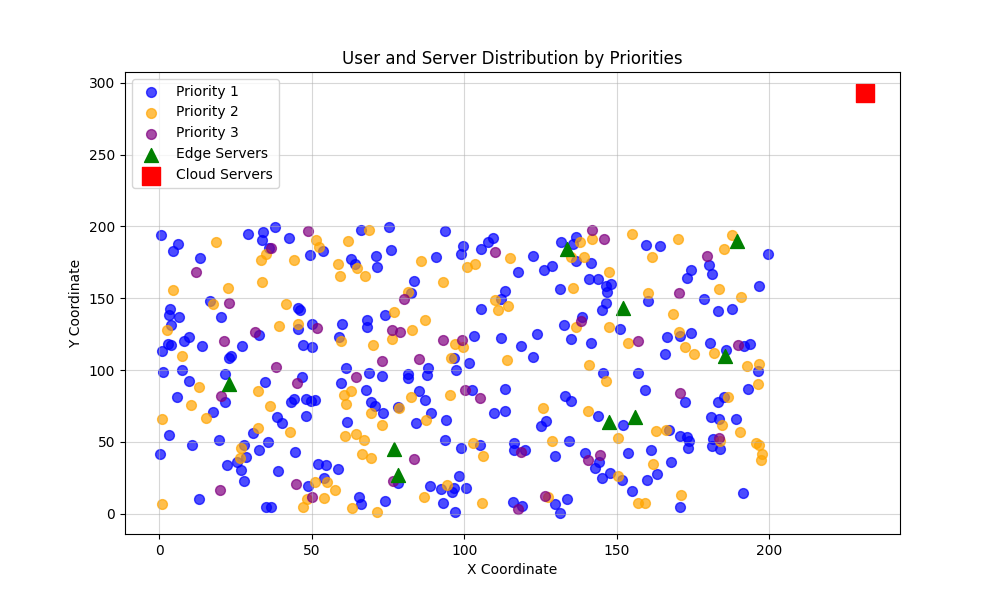 User and Server Distribution by Priorities
Priority 1
Priority 2
Priority 3
Edge Servers
Cloud Servers
300
250
200
150
100
50
0
Y Coordinate
0 50 100 150 200
X Coordinate